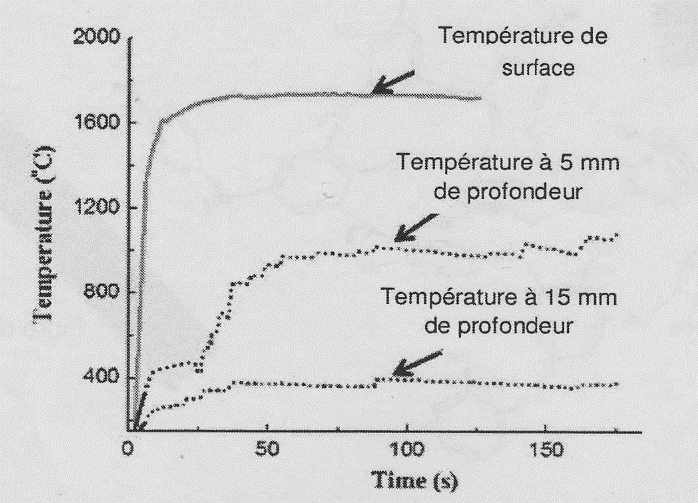 2000
Température de
surface
1600
Température à 5 mm
de profondeur
1200
Temperature (°C)
800
Température à 15 mm
de profondeur
400
0
50
100
150
Time (s)